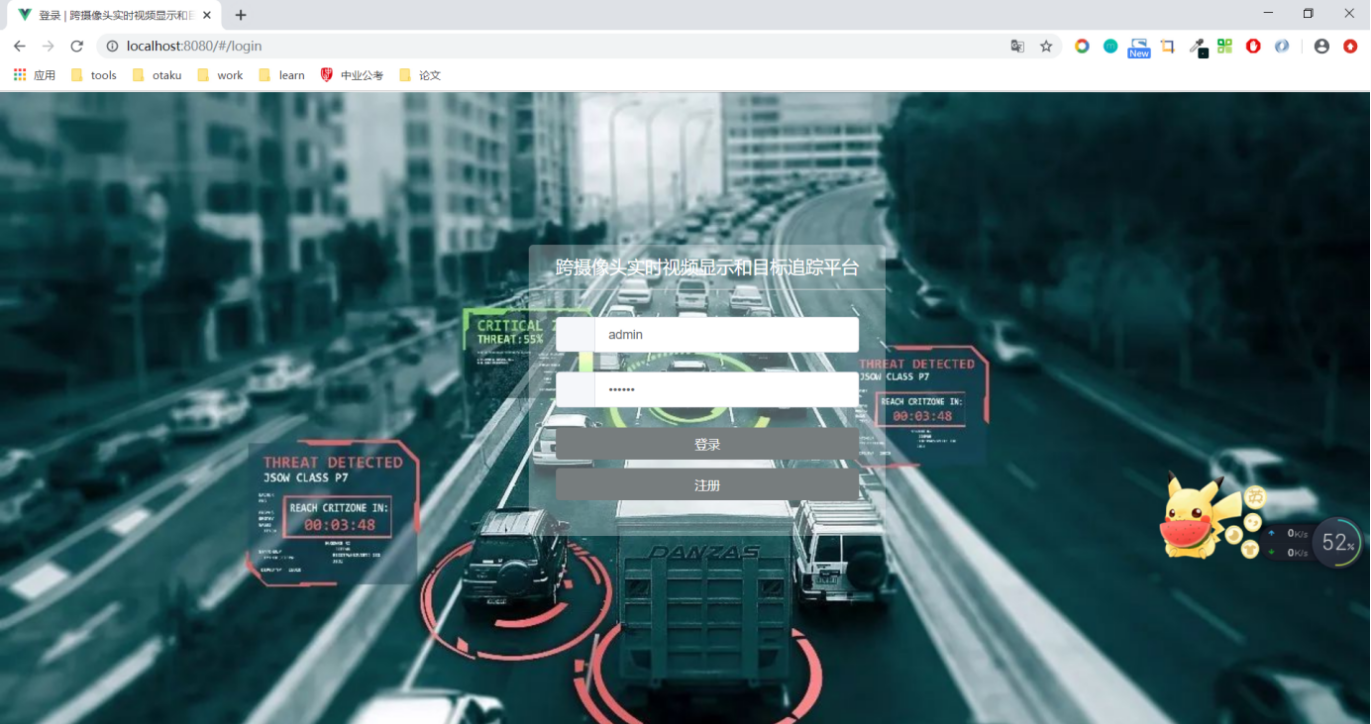 登录 | 跨摄像头实时视频显示和目
localhost:8080/#/login
New
应用 tools otaku work learn 中业公考 论文
跨摄像头实时视频显示和目标追踪平台
CRITICAL
THREAT:55%
admin
••••••
THREAT DETECTED
JSOW CLASS P7
REACH CRITZONE IN:
00:03:48
登录
注册
THREAT DETECTED
JSOW CLASS P7
REACH CRITZONE IN:
00:03:48
DANZAS
0K/s
0K/s
52%